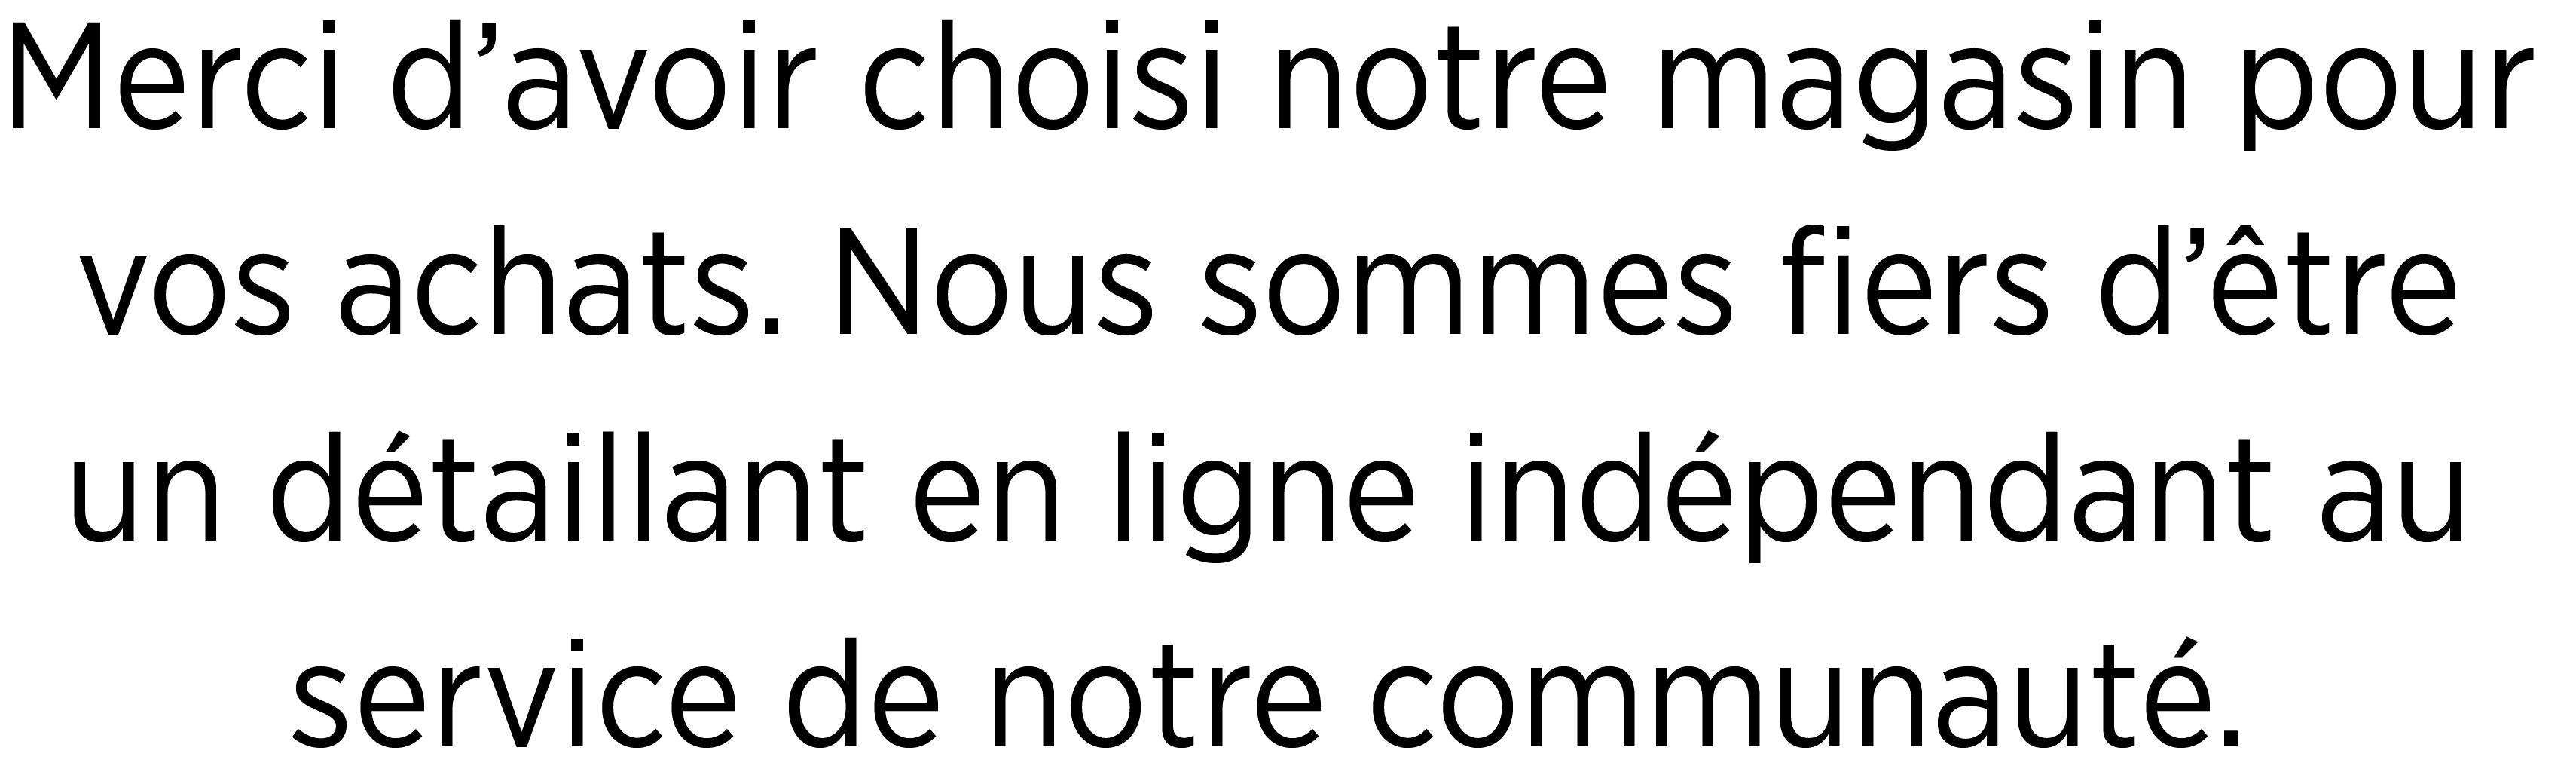 Merci d’avoir choisi notre magasin pour
vos achats. Nous sommes fiers d’être
un détaillant en ligne indépendant au
service de notre communauté.